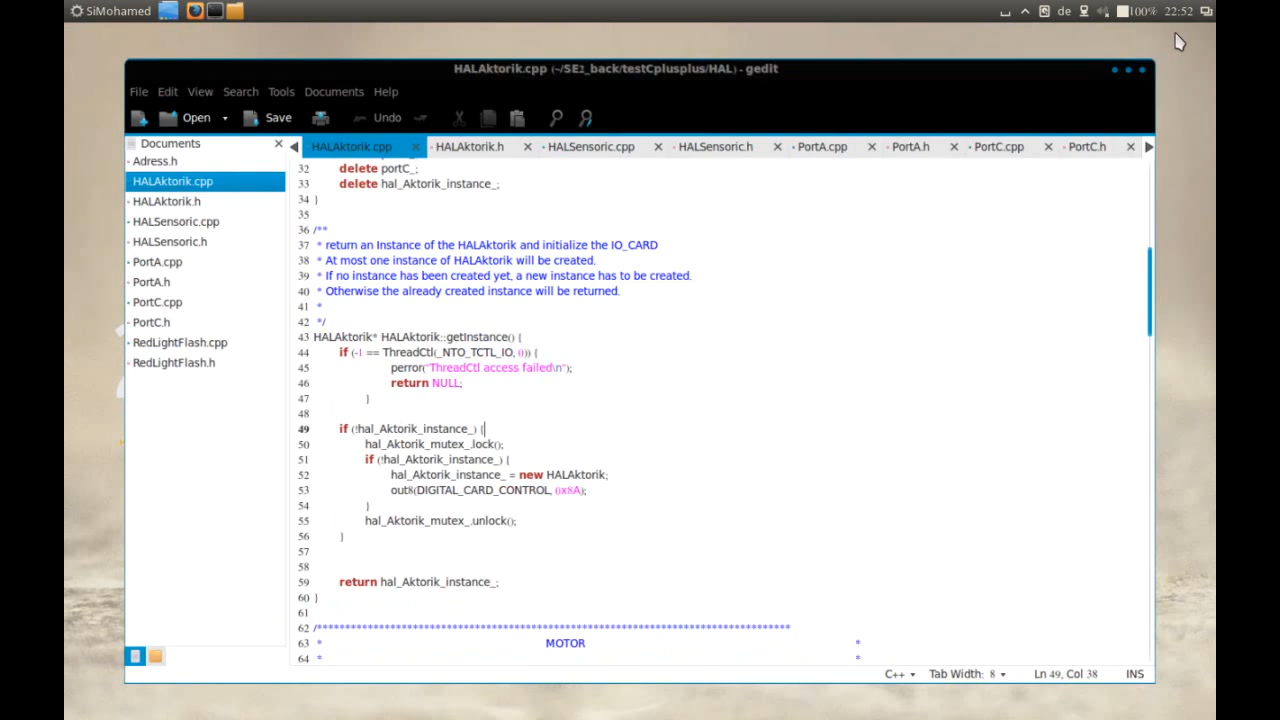 SiMohamed
de
100%
22:52
HALAktorik.cpp (~/SE2_back/testCplusplus/HAL) - gedit
File Edit View Search Tools Documents Help
Open Save Undo
Documents
HALAktorik.cpp HALAktorik.h HALSensoric.cpp HALSensoric.h PortA.cpp PortA.h PortC.cpp PortC.h
Adress.h
HALAktorik.cpp
HALAktorik.h
HALSensoric.cpp
HALSensoric.h
PortA.cpp
PortA.h
PortC.cpp
PortC.h
RedLightFlash.cpp
RedLightFlash.h
32 delete portC_;
33 delete hal_Aktorik_instance_;
34 }
35
36 /**
37 * return an Instance of the HALAktorik and initialize the IO_CARD
38 * At most one instance of HALAktorik will be created.
39 * If no instance has been created yet, a new instance has to be created.
40 * Otherwise the already created instance will be returned.
41 *
42 */
43 HALAktorik* HALAktorik::getInstance() {
44 if (-1 == ThreadCtl(_NTO_TCTL_IO, 0)) {
45 perror("ThreadCtl access failed\n");
46 return NULL;
47 }
48
49 if (!hal_Aktorik_instance_) {
50 hal_Aktorik_mutex_.lock();
51 if (!hal_Aktorik_instance_) {
52 hal_Aktorik_instance_ = new HALAktorik;
53 out8(DIGITAL_CARD_CONTROL, 0x8A);
54 }
55 hal_Aktorik_mutex_.unlock();
56 }
57
58
59 return hal_Aktorik_instance_;
60 }
61
62 /************************************************************************************
63 * MOTOR *
64 * *
C++ Tab Width: 8 Ln 49, Col 38 INS